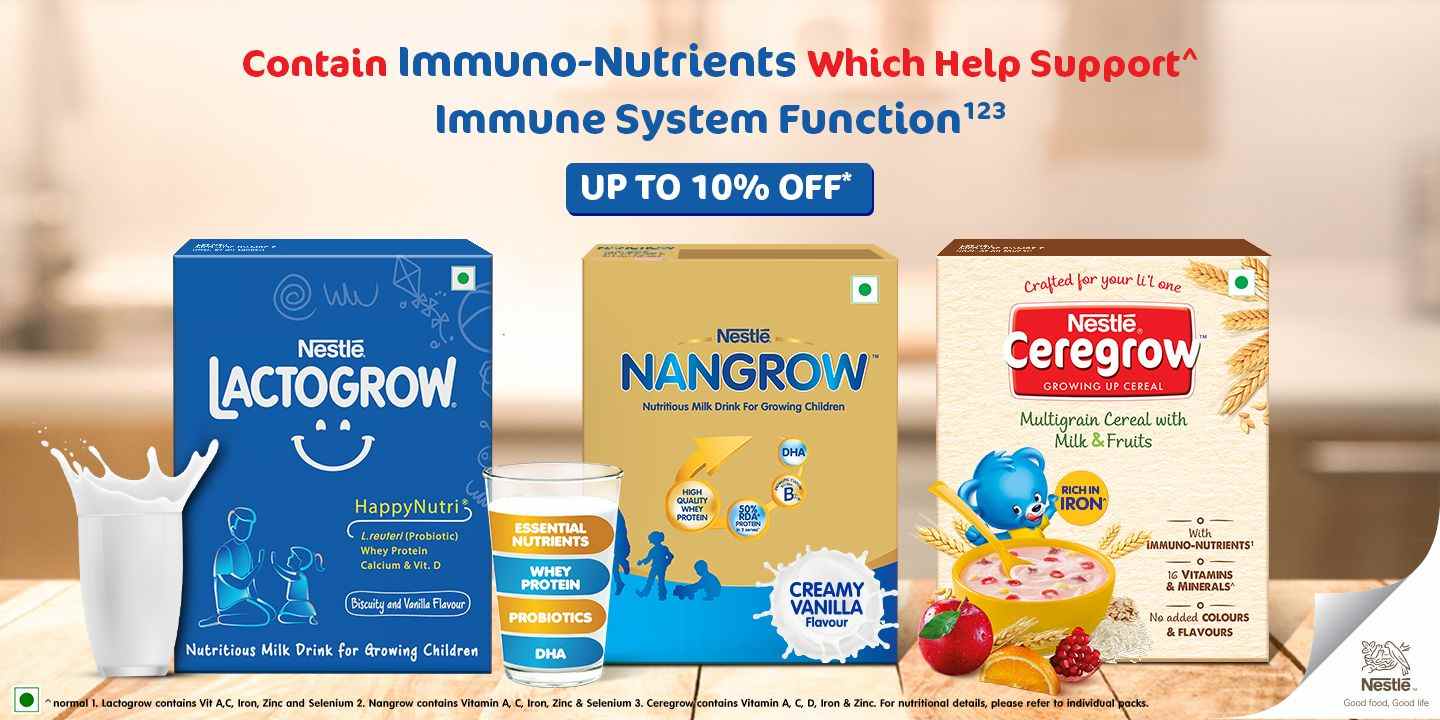 Contain Immuno-Nutrients Which Help Support^
Immune System Function¹²³
UP TO 10% OFF*
Nestlé
LACTOGROW®
HappyNutri*
L.reuteri (Probiotic)
Whey Protein
Calcium & Vit. D
Biscuity and Vanilla Flavour
Nutritious Milk Drink for Growing Children
ESSENTIAL
NUTRIENTS
WHEY
PROTEIN
PROBIOTICS
DHA
Nestlé
NANGROW™
Nutritious Milk Drink For Growing Children
DHA
B
HIGH
QUALITY
WHEY
PROTEIN
50%
RDA
PROTEIN
CREAMY
VANILLA
Flavour
Crafted for your li'l one
Nestlé®
Ceregrow™
GROWING UP CEREAL
Multigrain Cereal with
Milk & Fruits
RICH IN
IRON^
With
IMMUNO-NUTRIENTS¹
16 VITAMINS
& MINERALS^
No added COLOURS
& FLAVOURS
Nestlé
Good food, Good life
^normal 1. Lactogrow contains Vit A,C, Iron, Zinc and Selenium 2. Nangrow contains Vitamin A, C, Iron, Zinc & Selenium 3. Ceregrow contains Vitamin A, C, D, Iron & Zinc. For nutritional details, please refer to individual packs.